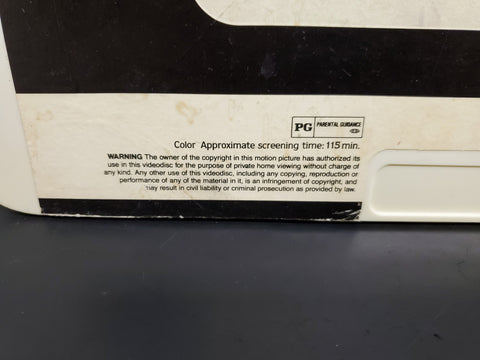 PG PARENTAL GUIDANCE
Color Approximate screening time: 115 min.
WARNING The owner of the copyright in this motion picture has authorized its
use in this videodisc for the purpose of private home viewing without charge of
any kind. Any other use of this videodisc, including any copying, reproduction or
performance of any of the material in it, is an infringement of copyright, and
may result in civil liability or criminal prosecution as provided by law.